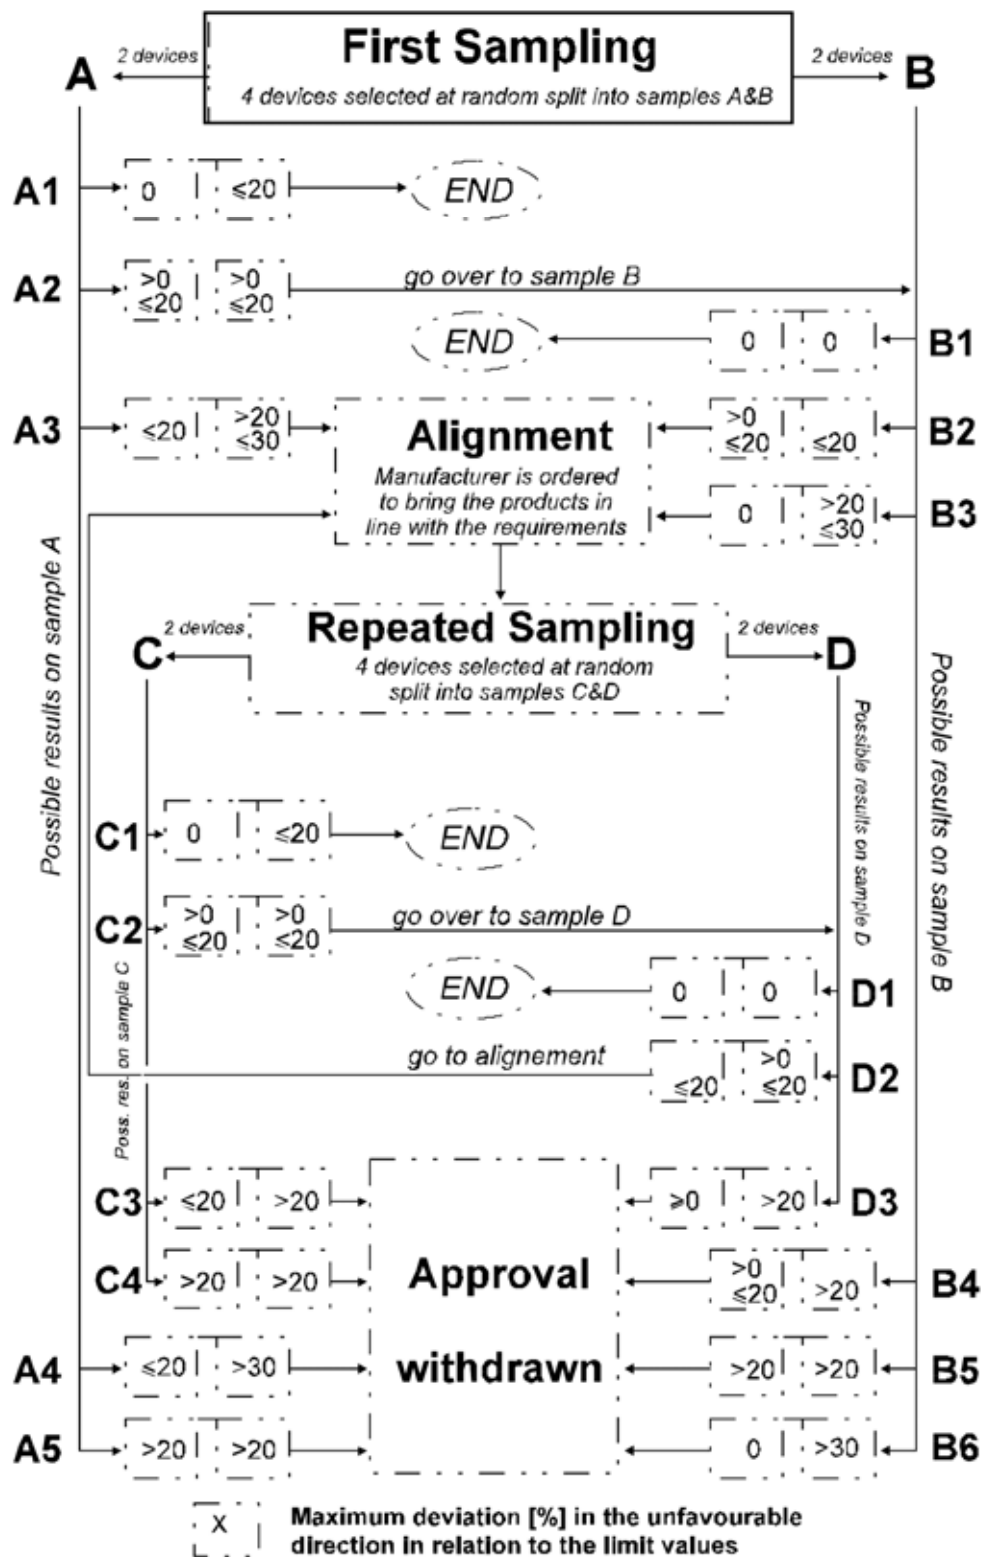 First Sampling
4 devices selected at random split into samples A&B
A 2 devices
2 devices B
A1 0 ≤20 END
A2 >0 ≤20 >0 ≤20 go over to sample B
END 0 0 B1
A3 ≤20 >20 ≤30
Alignment
Manufacturer is ordered
to bring the products in
line with the requirements
>0 ≤20 ≤20 B2
0 >20 ≤30 B3
Possible results on sample A
Repeated Sampling
4 devices selected at random
split into samples C&D
C 2 devices
2 devices D
Possible results on sample D
Possible results on sample B
C1 0 ≤20 END
C2 >0 ≤20 >0 ≤20 go over to sample D
Poss. res. on sample C
END 0 0 D1
go to alignement ≤20 >0 ≤20 D2
C3 ≤20 >20
≥0 >20 D3
C4 >20 >20
Approval
withdrawn
>0 ≤20 >20 B4
A4 ≤20 >30
>20 >20 B5
A5 >20 >20
0 >30 B6
X
Maximum deviation [%] in the unfavourable
direction in relation to the limit values